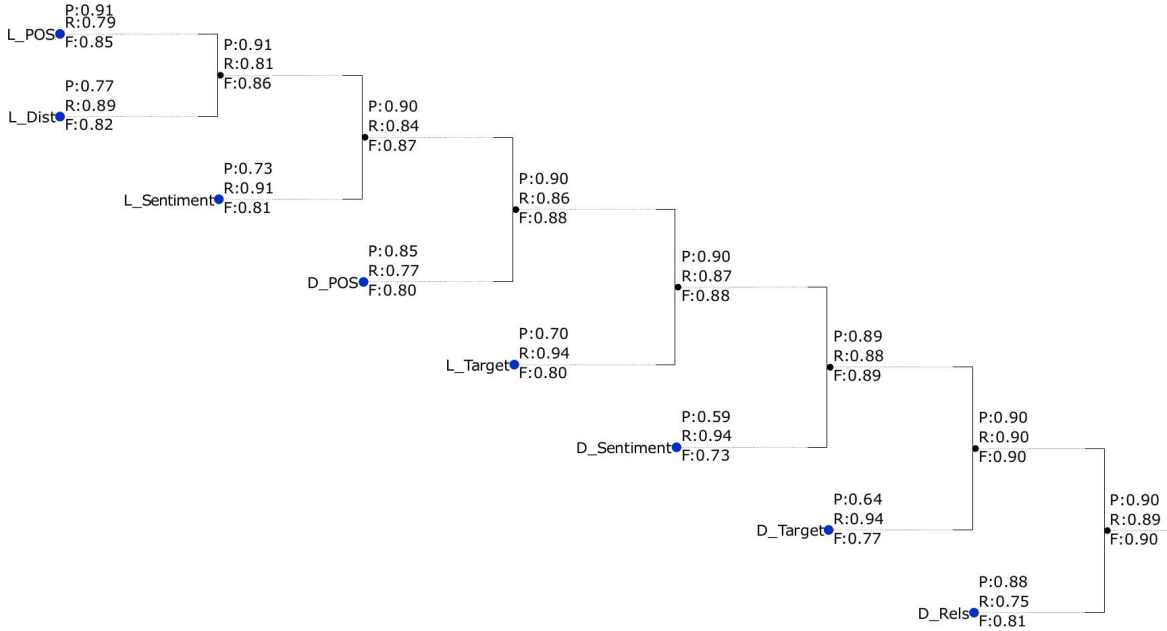 P:0.91
R:0.79
L_POS
F:0.85
P:0.91
R:0.81
F:0.86
P:0.77
R:0.89
L_Dist
F:0.82
P:0.90
R:0.84
F:0.87
P:0.73
R:0.91
L_Sentiment
F:0.81
P:0.90
R:0.86
F:0.88
P:0.85
R:0.77
D_POS
F:0.80
P:0.90
R:0.87
F:0.88
P:0.70
R:0.94
L_Target
F:0.80
P:0.89
R:0.88
F:0.89
P:0.59
R:0.94
D_Sentiment
F:0.73
P:0.90
R:0.90
F:0.90
P:0.64
R:0.94
D_Target
F:0.77
P:0.90
R:0.89
F:0.90
P:0.88
R:0.75
D_Rels
F:0.81